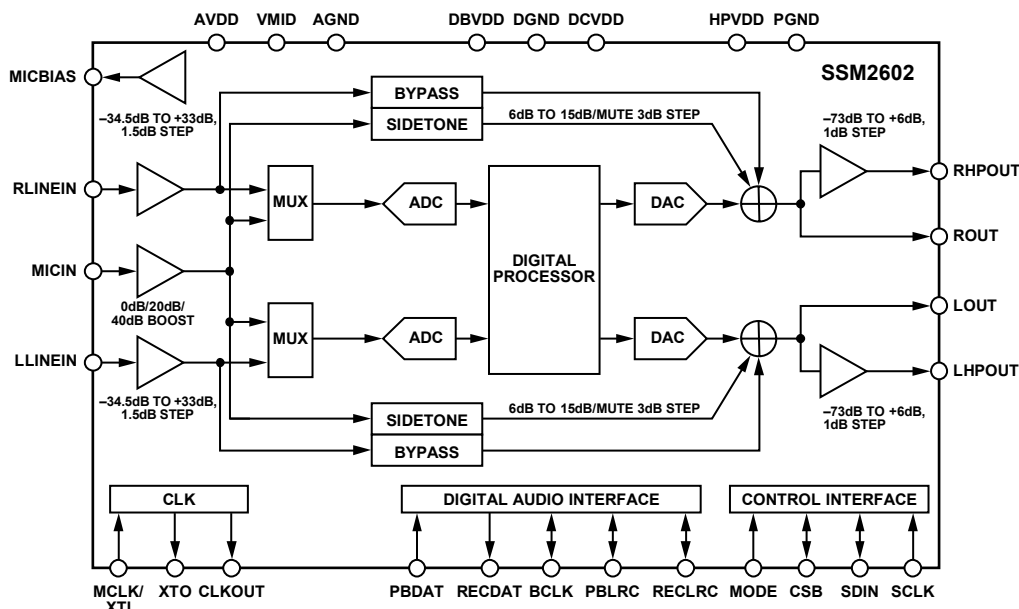 AVDD VMID AGND DBVDD DGND DCVDD HPVDD PGND
MICBIAS
SSM2602
–34.5dB TO +33dB,
1.5dB STEP
BYPASS
SIDETONE
6dB TO 15dB/MUTE 3dB STEP
–73dB TO +6dB,
1dB STEP
RLINEIN
MUX
ADC
DAC
RHPOUT
ROUT
MICIN
0dB/20dB/
40dB BOOST
DIGITAL
PROCESSOR
LOUT
LLINEIN
MUX
ADC
DAC
LHPOUT
–34.5dB TO +33dB,
1.5dB STEP
SIDETONE
BYPASS
6dB TO 15dB/MUTE 3dB STEP
–73dB TO +6dB,
1dB STEP
CLK
DIGITAL AUDIO INTERFACE
CONTROL INTERFACE
MCLK/
XTI
XTO CLKOUT PBDAT RECDAT BCLK PBLRC RECLRC MODE CSB SDIN SCLK